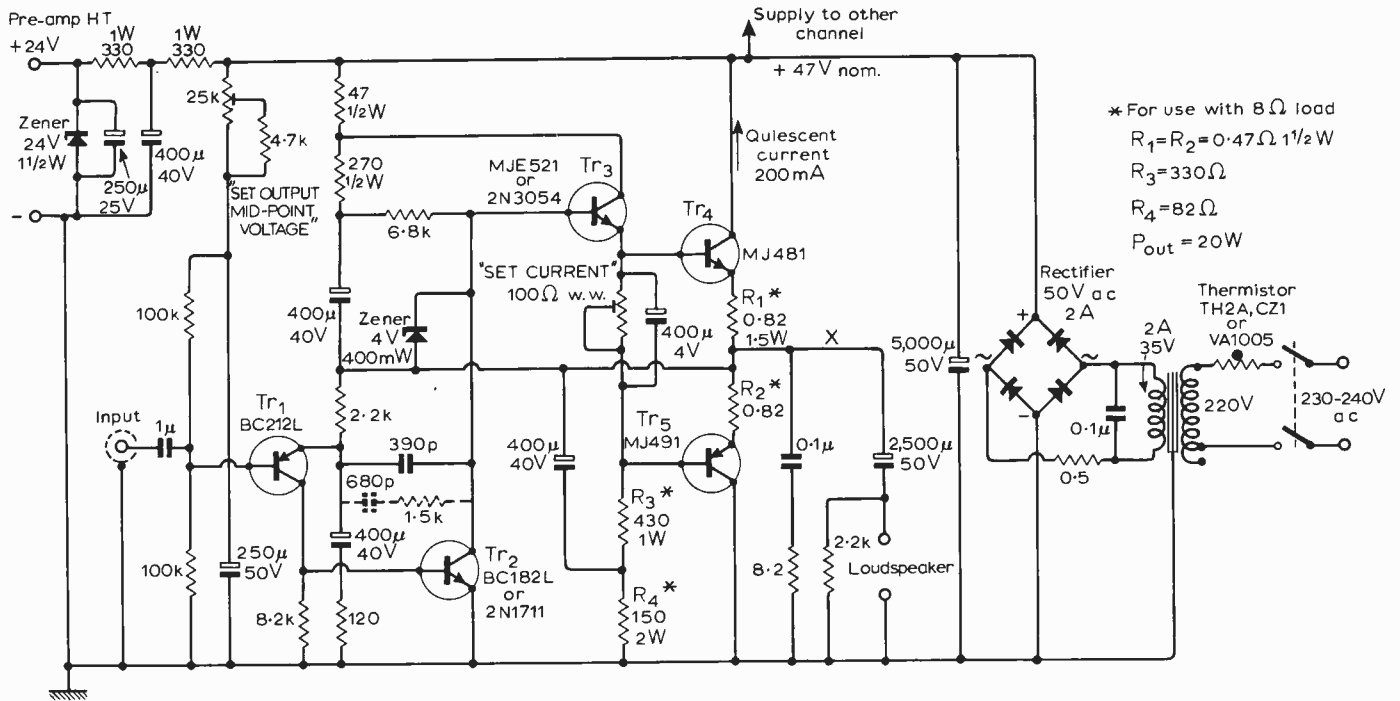 Pre-amp HT
+24V
1W
330
1W
330
Supply to other
channel
+47V nom.
25k
4.7k
47
1/2W
270
1/2W
Zener
24V
1 1/2W
250µ
25V
400µ
40V
-
"SET OUTPUT
MID-POINT
VOLTAGE"
6.8k
MJE521
or
2N3054
Tr3
Quiescent
current
200mA
Tr4
MJ481
* For use with 8Ω load
R1=R2=0.47Ω 1 1/2W
R3=330Ω
R4=82Ω
Pout=20W
100k
400µ
40V
Zener
4V
400mW
"SET CURRENT"
100Ω w.w.
400µ
4V
R1*
0.82
1.5W
X
5,000µ
50V
Rectifier
50V ac
2A
+
~
~
-
2A
35V
Thermistor
TH2A,CZ1
or
VA1005
220V
230-240V
ac
0.1µ
0.5
Input
1µ
Tr1
BC212L
2.2k
390p
680p
1.5k
400µ
40V
400µ
40V
Tr5
MJ491
R2*
0.82
0.1µ
2,500µ
50V
100k
250µ
50V
8.2k
120
Tr2
BC182L
or
2N1711
R3*
430
1W
R4*
150
2W
8.2
2.2k
Loudspeaker